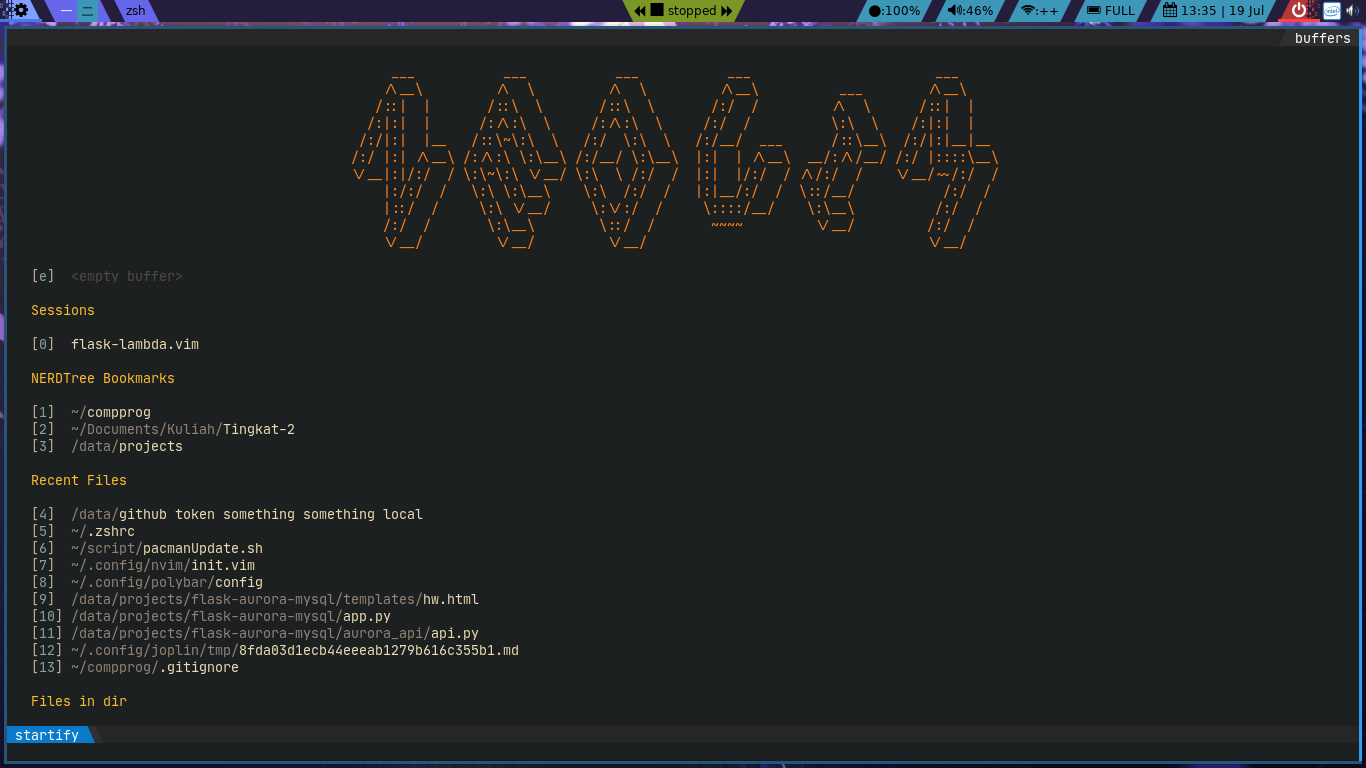 一 二 zsh stopped :100% :46% :++ FULL 13:35 | 19 Jul
buffers
[e] <empty buffer>
Sessions
[0] flask-lambda.vim
NERDTree Bookmarks
[1] ~/compprog
[2] ~/Documents/Kuliah/Tingkat-2
[3] /data/projects
Recent Files
[4] /data/github token something something local
[5] ~/.zshrc
[6] ~/script/pacmanUpdate.sh
[7] ~/.config/nvim/init.vim
[8] ~/.config/polybar/config
[9] /data/projects/flask-aurora-mysql/templates/hw.html
[10] /data/projects/flask-aurora-mysql/app.py
[11] /data/projects/flask-aurora-mysql/aurora_api/api.py
[12] ~/.config/joplin/tmp/8fda03d1ecb44eeeab1279b616c355b1.md
[13] ~/compprog/.gitignore
Files in dir
startify